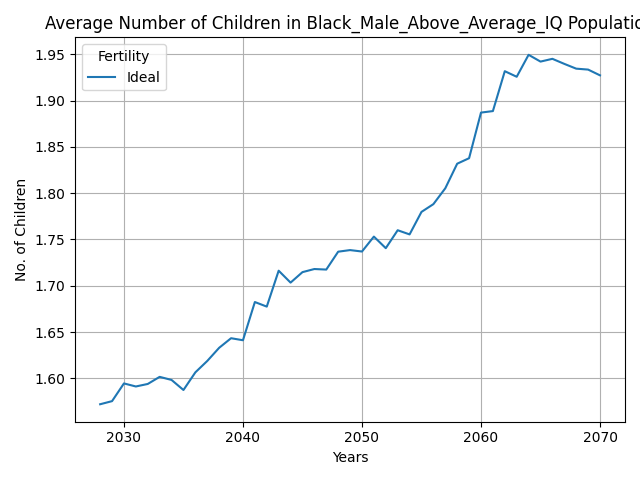 Average Number of Children in Black_Male_Above_Average_IQ Populatio
Fertility
Ideal
1.95
1.90
1.85
1.80
1.75
1.70
1.65
1.60
No. of Children
2030 2040 2050 2060 2070
Years